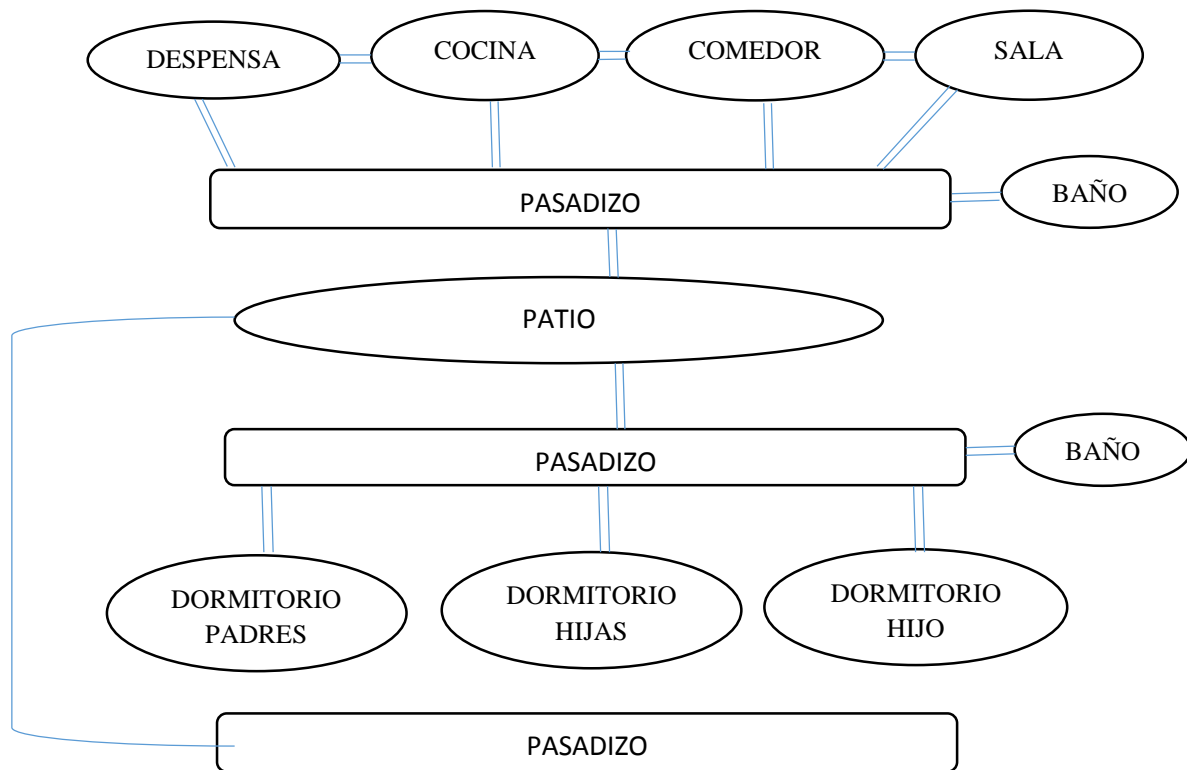 DESPENSA
COCINA
COMEDOR
SALA
PASADIZO
BAÑO
PATIO
PASADIZO
BAÑO
DORMITORIO
PADRES
DORMITORIO
HIJAS
DORMITORIO
HIJO
PASADIZO